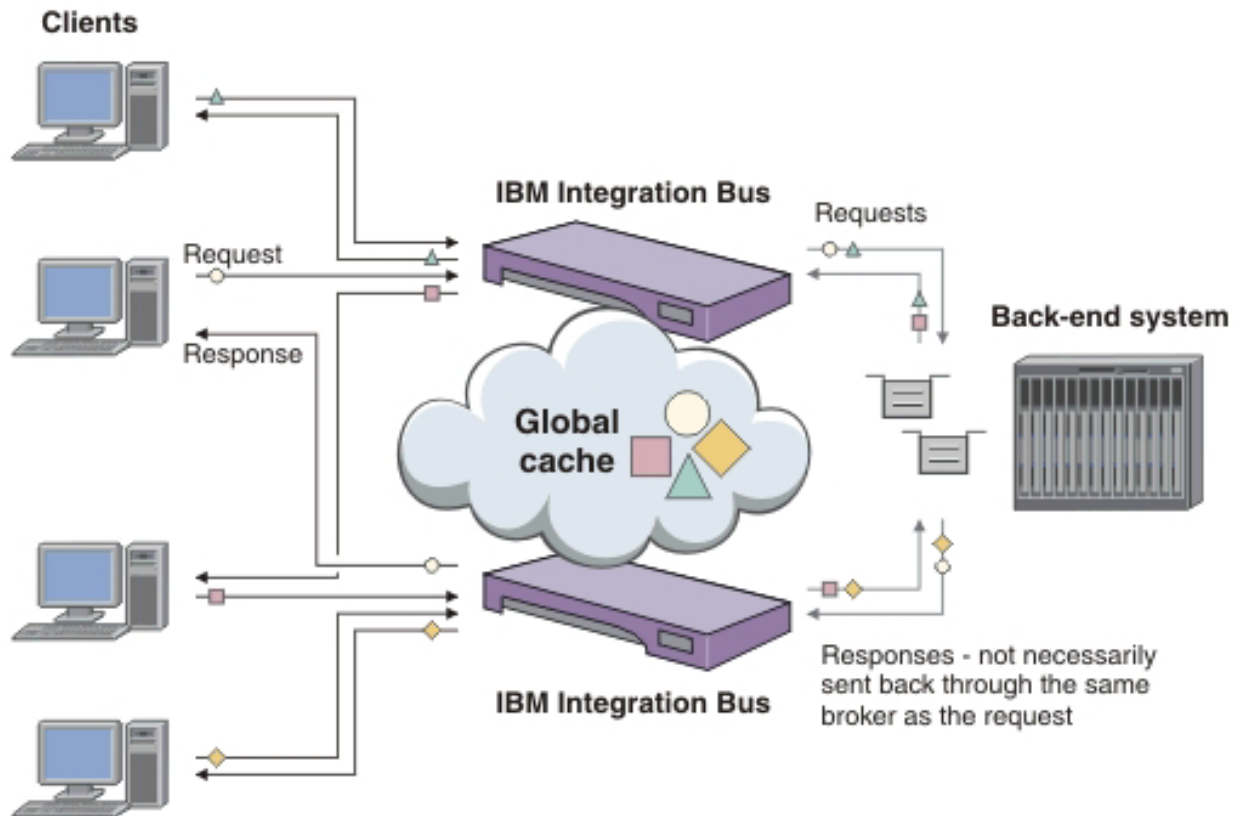 Clients
IBM Integration Bus
Requests
Request
Back-end system
Response
Global
cache
Responses - not necessarily
sent back through the same
broker as the request
IBM Integration Bus